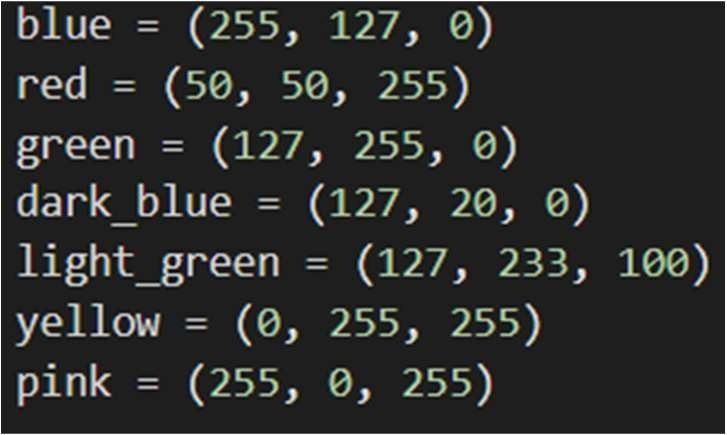 blue = (255, 127, 0)
red = (50, 50, 255)
green = (127, 255, 0)
dark_blue = (127, 20, 0)
light_green = (127, 233, 100)
yellow = (0, 255, 255)
pink = (255, 0, 255)